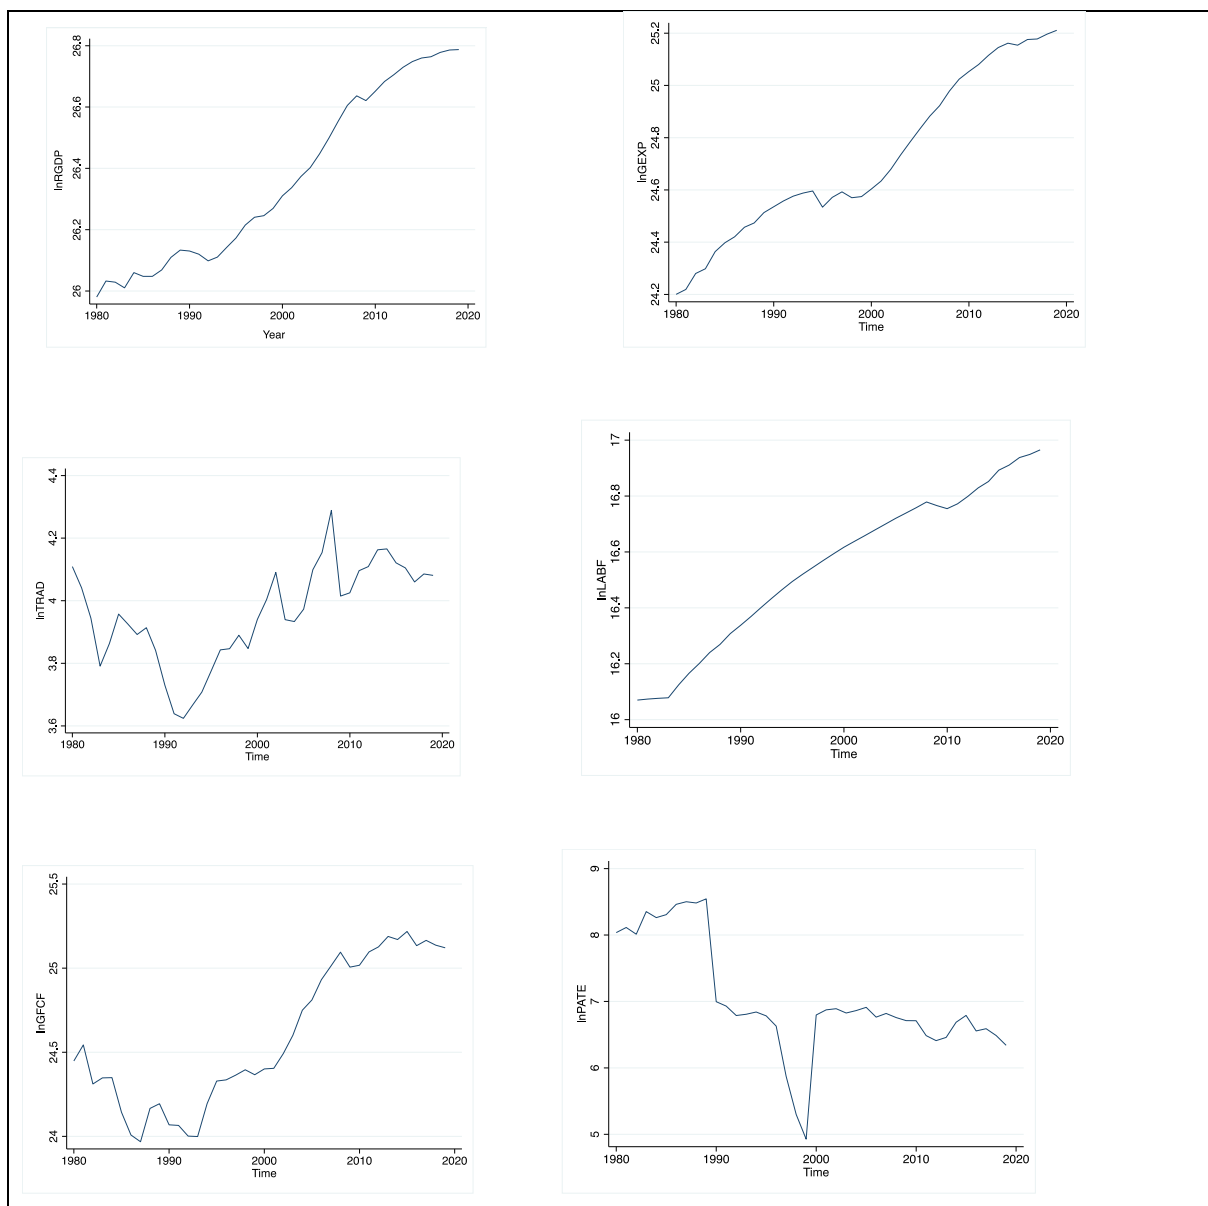 26.8
26.6
26.4
26.2
26
lnRGDP
1980 1990 2000 2010 2020
Year
25.2
25
24.8
24.6
24.4
24.2
lnGEXP
1980 1990 2000 2010 2020
Time
4.4
4.2
4
3.8
3.6
lnTRAD
1980 1990 2000 2010 2020
Time
17
16.8
16.6
16.4
16.2
16
lnLABF
1980 1990 2000 2010 2020
Time
25.5
25
24.5
24
lnGFCF
1980 1990 2000 2010 2020
Time
9
8
7
6
5
lnPATE
1980 1990 2000 2010 2020
Time